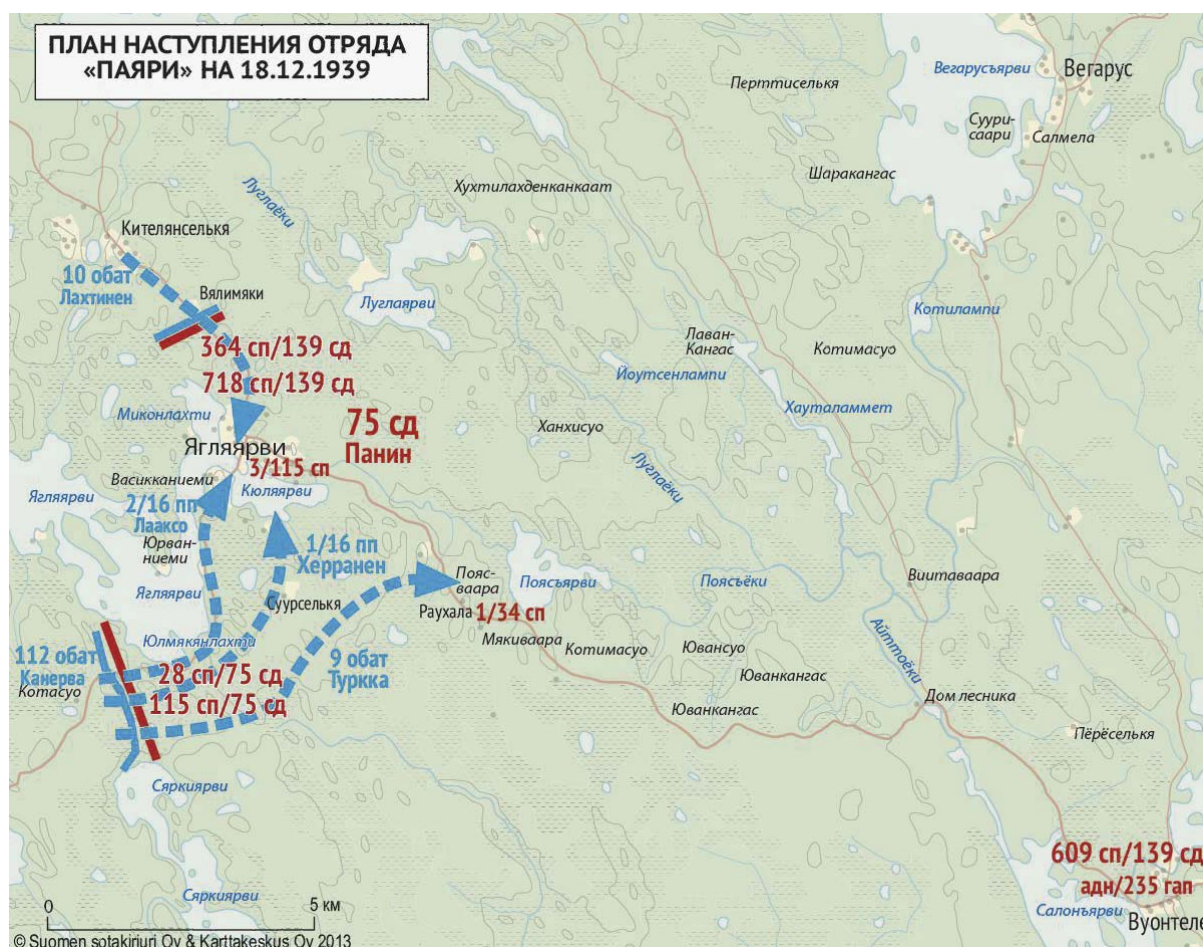 ПЛАН НАСТУПЛЕНИЯ ОТРЯДА
«ПАЯРИ» НА 18.12.1939
Вегарусъярви
Вегарус
Перттиселькя
Суури-
саари
Салмела
Шаракангас
Луглаёки
Хухтилахденканкаат
Кителянселькя
10 обат
Лахтинен
Вялимяки
Луглаярви
Котилампи
364 сп/139 сд
Лаван-
Кангас
Котимасуо
718 сп/139 сд
Йоутсенлампи
Миконлахти
75 сд
Панин
Хауталаммет
Ханхисуо
Ягляярви
3/115 сп
Васикканиеми
Луглаёки
Ягляярви
Кюляярви
2/16 пп
Лааксо
Юрван-
ниеми
1/16 пп
Херранен
Пояс-
ваара
Поясъярви
Поясъёки
Виитаваара
Ягляярви
Суурселькя
Раухала
1/34 сп
Мякиваара
Котимасуо
Ювансуо
Айттоёки
Юлмякянлахти
112 обат
Канерва
Котасуо
28 сп/75 сд
9 обат
Туркка
Юванкангас
115 сп/75 сд
Юванкангас
Дом лесника
Пёрёселькя
Сяркиярви
609 сп/139 сд
адн/235 гап
Сяркиярви
Салонъярви
Вуонтеле
0
5 км
© Suomen sotakirjuri Oy & Karttakeskus Oy 2013